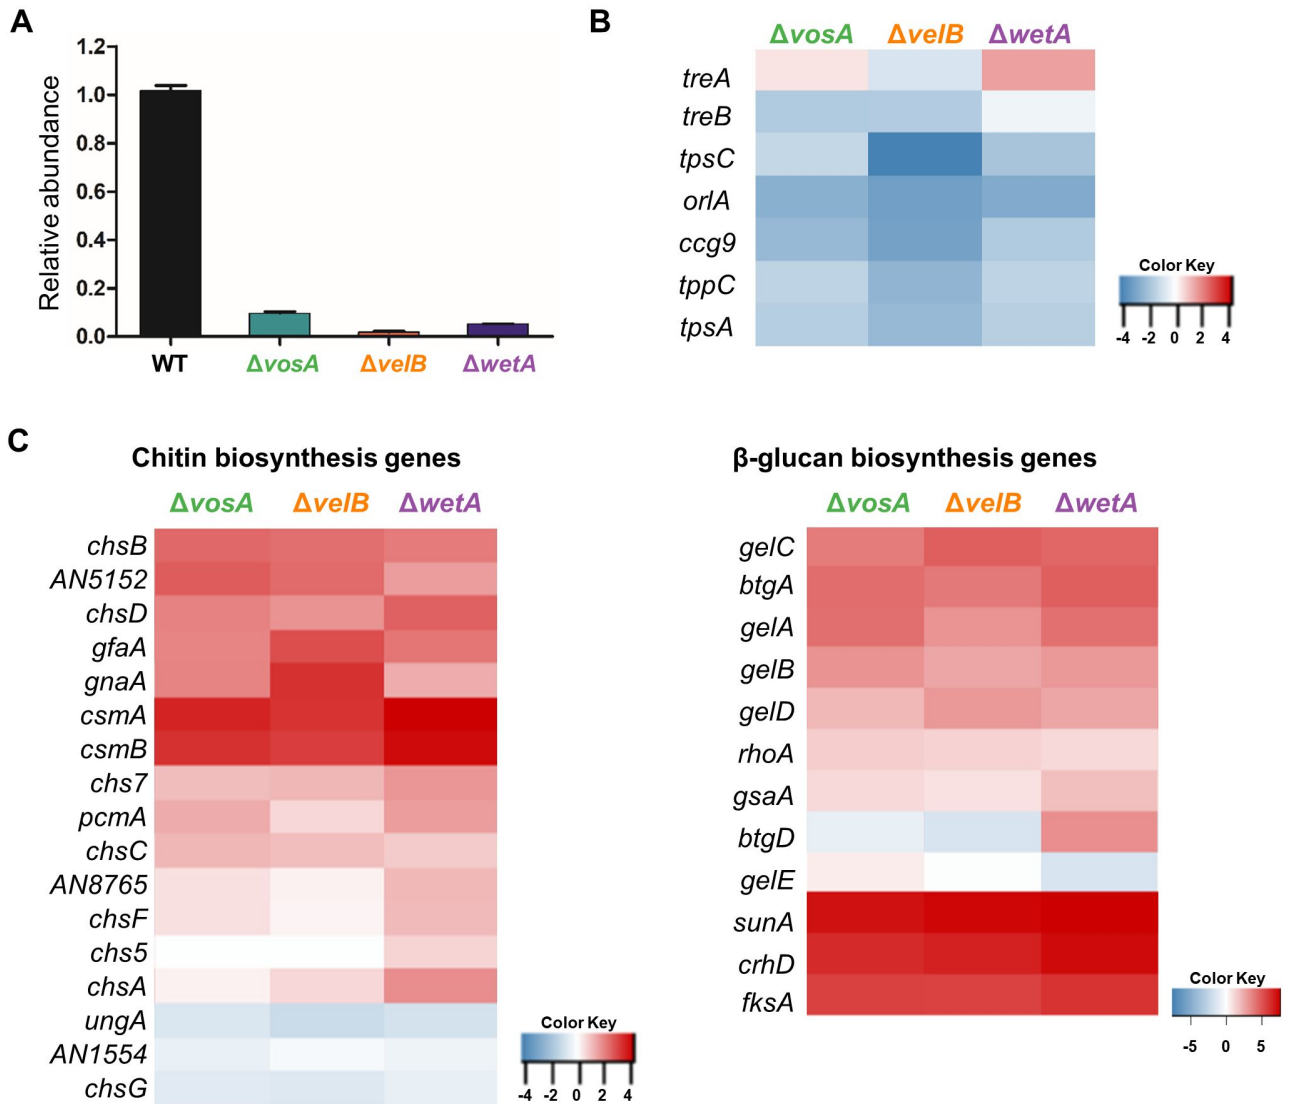 A
Relative abundance
1.2
1.0
0.8
0.6
0.4
0.2
0.0
WT ΔvosA ΔvelB ΔwetA
B
ΔvosA ΔvelB ΔwetA
treA
treB
tpsC
orlA
ccg9
tppC
tpsA
Color Key
-4 -2 0 2 4
C
Chitin biosynthesis genes
ΔvosA ΔvelB ΔwetA
chsB
AN5152
chsD
gfaA
gnaA
csmA
csmB
chs7
pcmA
chsC
AN8765
chsF
chs5
chsA
ungA
AN1554
chsG
Color Key
-4 -2 0 2 4
β-glucan biosynthesis genes
ΔvosA ΔvelB ΔwetA
gelC
btgA
gelA
gelB
gelD
rhoA
gsaA
btgD
gelE
sunA
crhD
fksA
Color Key
-5 0 5